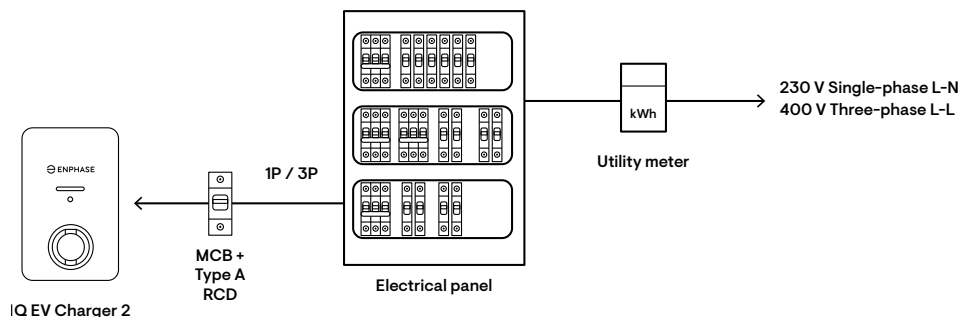 230 V Single-phase L-N
400 V Three-phase L-L
kWh
Utility meter
ENPHASE
1P / 3P
MCB +
Type A
RCD
Electrical panel
IQ EV Charger 2